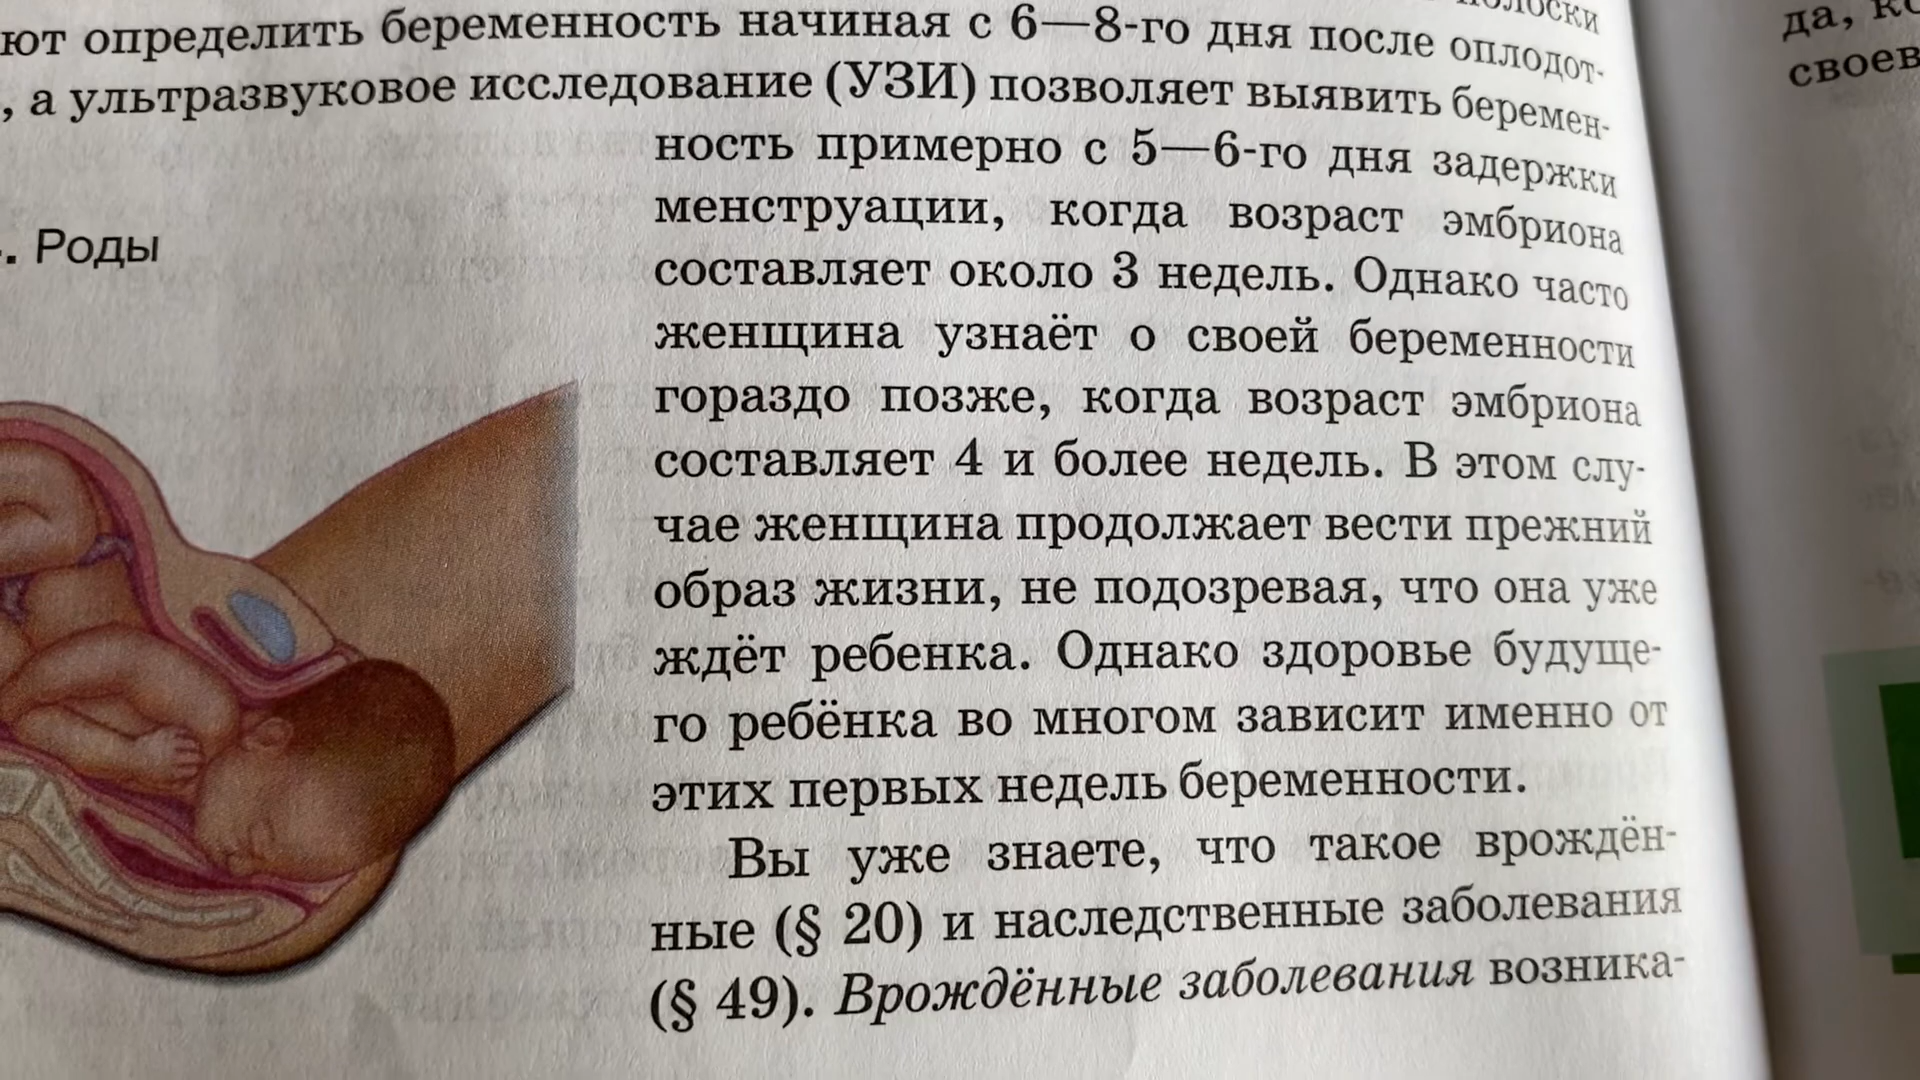 ют определить беременность начиная с 6—8-го дня после оплодот-
, а ультразвуковое исследование (УЗИ) позволяет выявить беремен-
ность примерно с 5—6-го дня задержки
менструации, когда возраст эмбриона
составляет около 3 недель. Однако часто
женщина узнаёт о своей беременности
гораздо позже, когда возраст эмбриона
составляет 4 и более недель. В этом слу-
чае женщина продолжает вести прежний
образ жизни, не подозревая, что она уже
ждёт ребенка. Однако здоровье будуще-
го ребёнка во многом зависит именно от
этих первых недель беременности.
Вы уже знаете, что такое врождён-
ные (§ 20) и наследственные заболевания
(§ 49). Врождённые заболевания возника-
. Роды
да,
своев